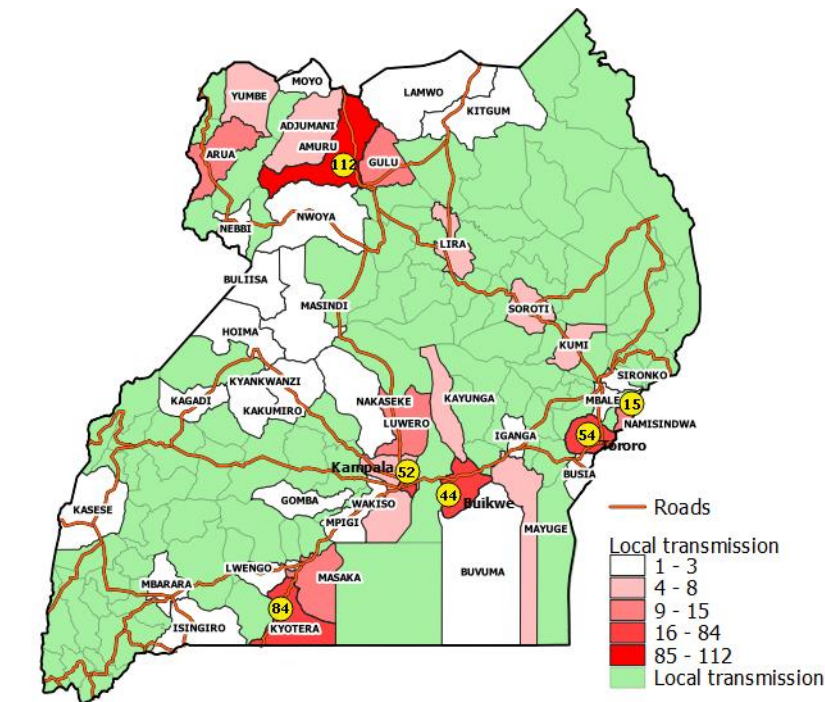 MOYO
YUMBE
LAMWO
KITGUM
ADJUMANI
AMURU
ARUA
112
GULU
NWOYA
NEBBI
LIRA
BULIISA
MASINDI
SOROTI
HOIMA
KUMI
SIRONKO
KYANKWANZI
KAGADI
NAKASEKE
KAYUNGA
MBALE
15
KAKUMIRO
LUWERO
NAMISINDWA
IGANGA
54
Tororo
Kampala
52
BUSIA
44
Buikwe
GOMBA
WAKISO
KASESE
MPIGI
MAYUGE
LWENGO
BUVUMA
MASAKA
MBARARA
84
ISINGIRO
KYOTERA
Roads
Local transmission
1 - 3
4 - 8
9 - 15
16 - 84
85 - 112
Local transmission